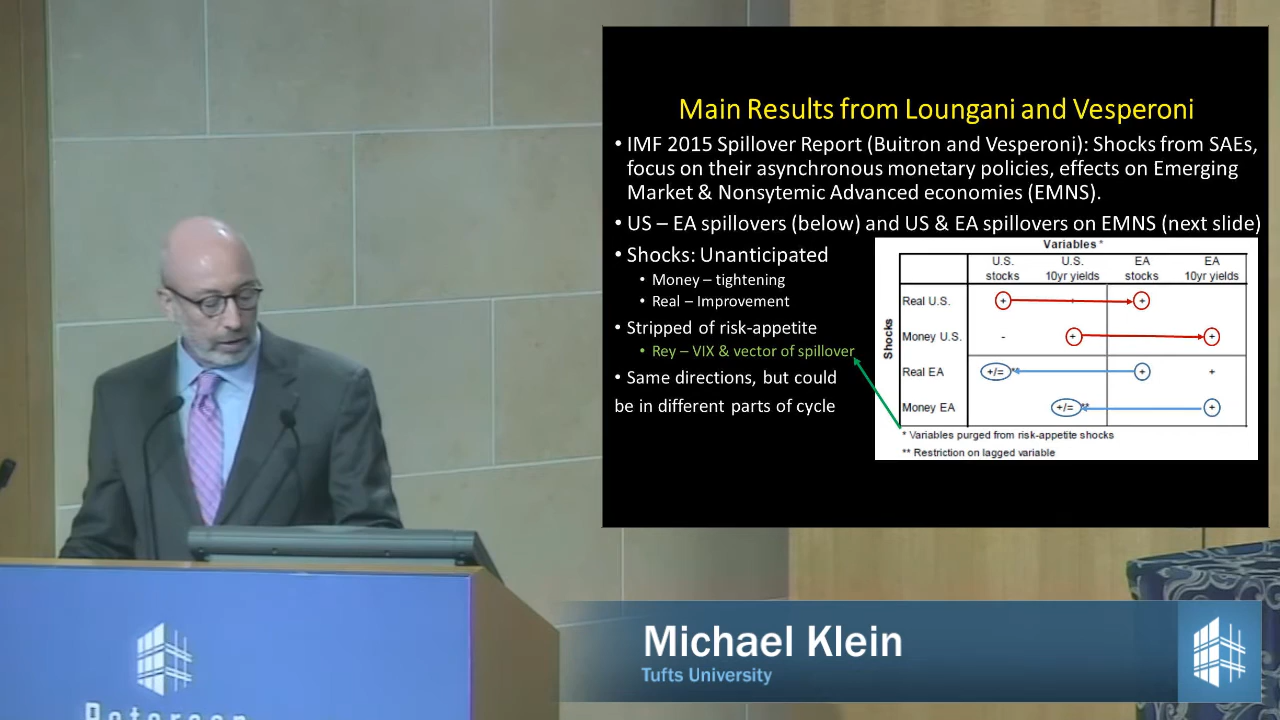 Main Results from Loungani and Vesperoni
• IMF 2015 Spillover Report (Buitron and Vesperoni): Shocks from SAEs,
focus on their asynchronous monetary policies, effects on Emerging
Market & Nonsytemic Advanced economies (EMNS).
• US – EA spillovers (below) and US & EA spillovers on EMNS (next slide)
• Shocks: Unanticipated
• Money – tightening
• Real – Improvement
• Stripped of risk-appetite
• Rey – VIX & vector of spillover
• Same directions, but could
be in different parts of cycle
Variables *
U.S. stocks U.S. 10yr yields EA stocks EA 10yr yields
Shocks
Real U.S. + +
Money U.S. - + +
Real EA +/= ** + +
Money EA +/= ** +
* Variables purged from risk-appetite shocks
** Restriction on lagged variable
Michael Klein
Tufts University